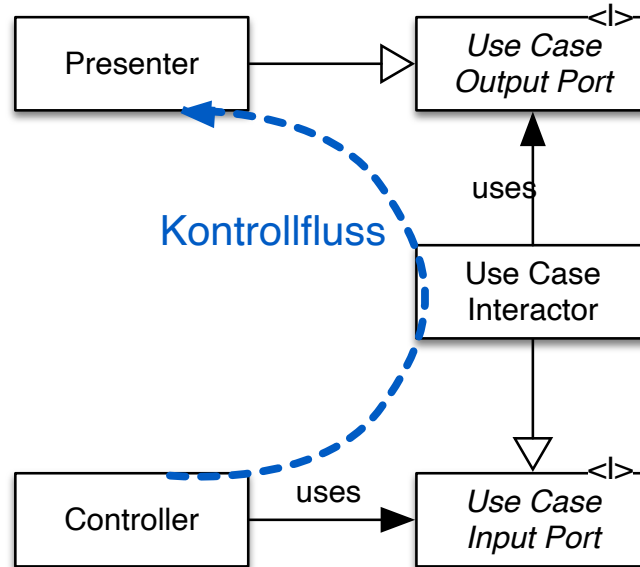 <I>
Presenter
Use Case
Output Port
uses
Kontrollfluss
Use Case
Interactor
<I>
uses
Controller
Use Case
Input Port